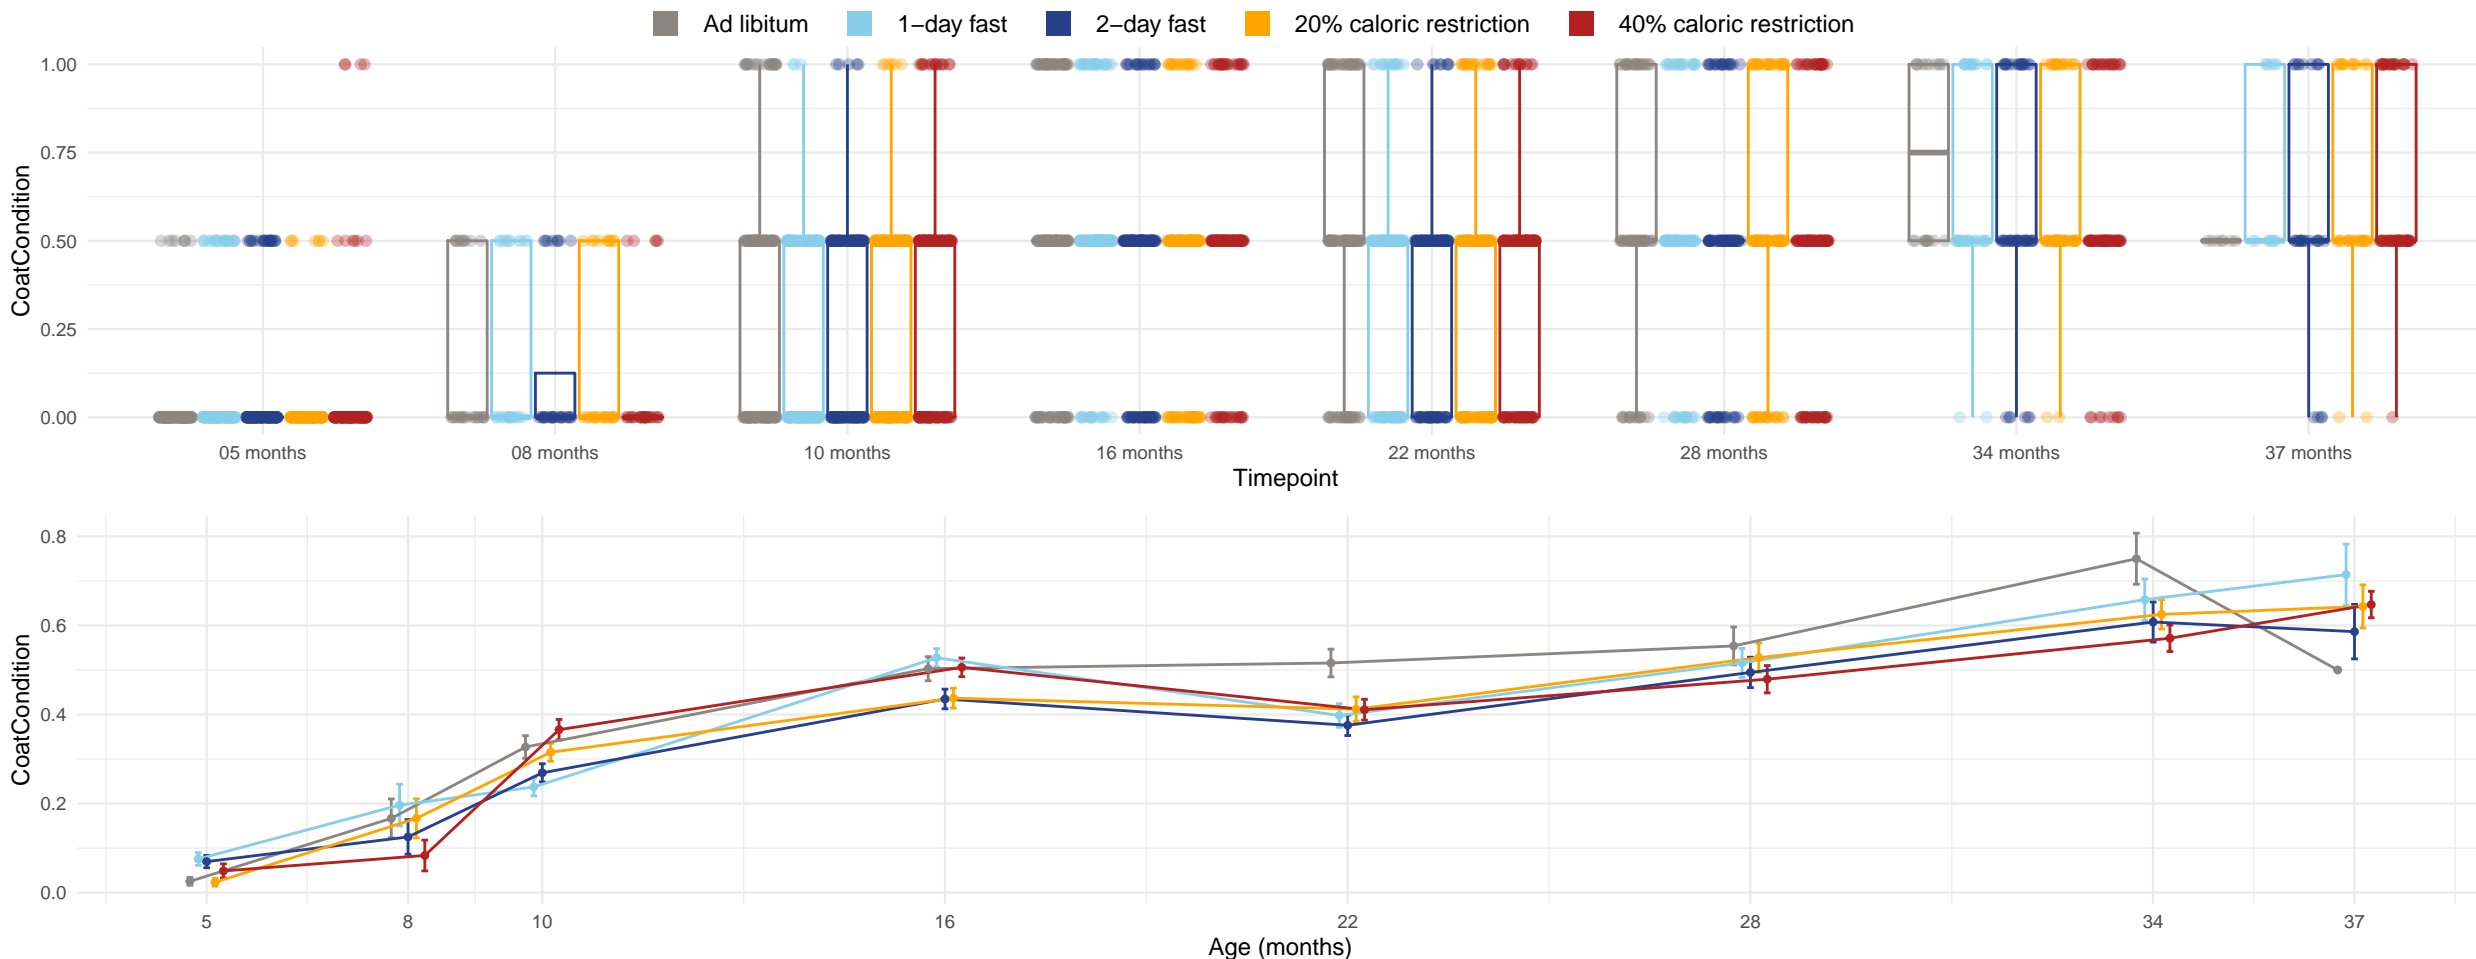 Ad libitum 1−day fast 2−day fast 20% caloric restriction 40% caloric restriction
CoatCondition
1.00
0.75
0.50
0.25
0.00
05 months 08 months 10 months 16 months 22 months 28 months 34 months 37 months
Timepoint
CoatCondition
0.8
0.6
0.4
0.2
0.0
5 8 10 16 22 28 34 37
Age (months)